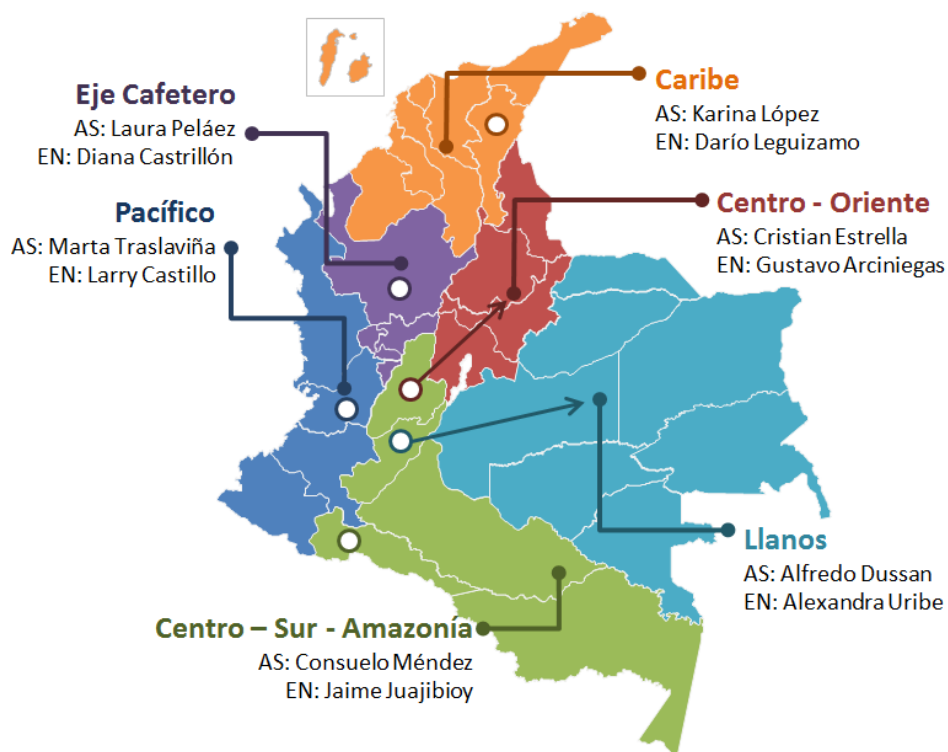 Eje Cafetero
AS: Laura Peláez
EN: Diana Castrillón
Caribe
AS: Karina López
EN: Darío Leguizamo
Pacífico
AS: Marta Traslaviña
EN: Larry Castillo
Centro - Oriente
AS: Cristian Estrella
EN: Gustavo Arciniegas
Llanos
AS: Alfredo Dussan
EN: Alexandra Uribe
Centro – Sur - Amazonía
AS: Consuelo Méndez
EN: Jaime Juajibioy